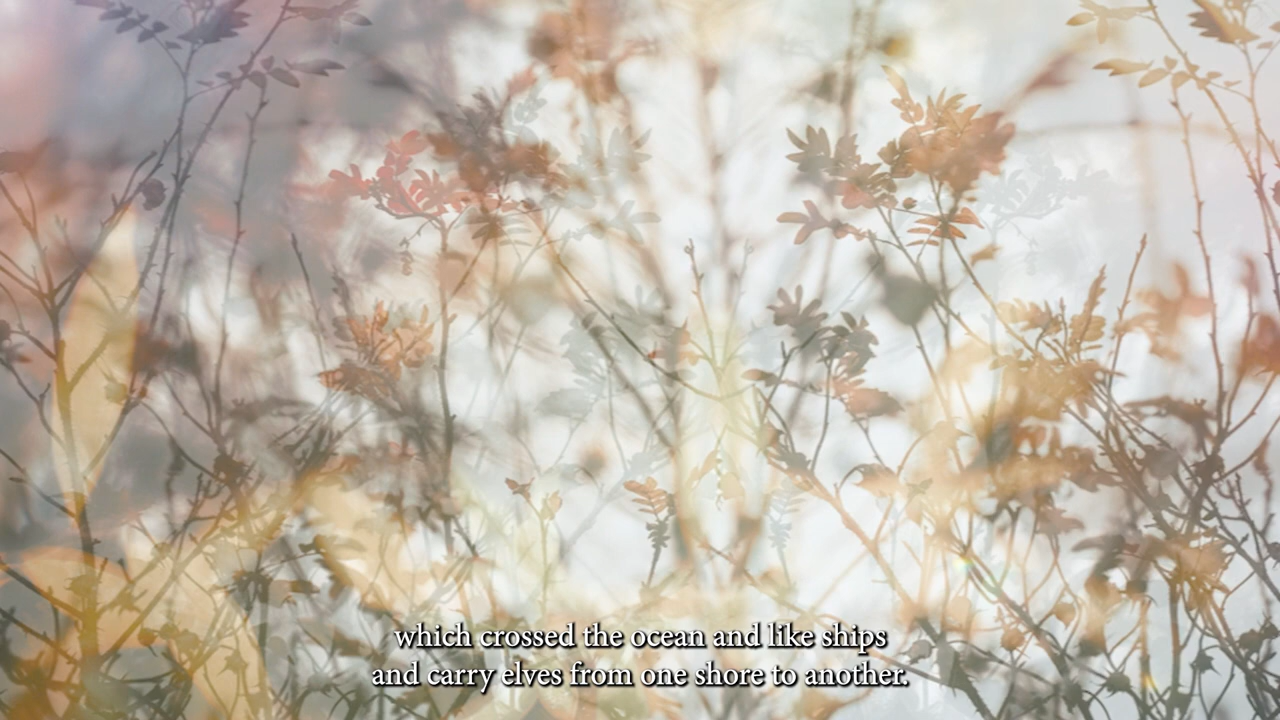 which crossed the ocean and like ships
and carry elves from one shore to another.